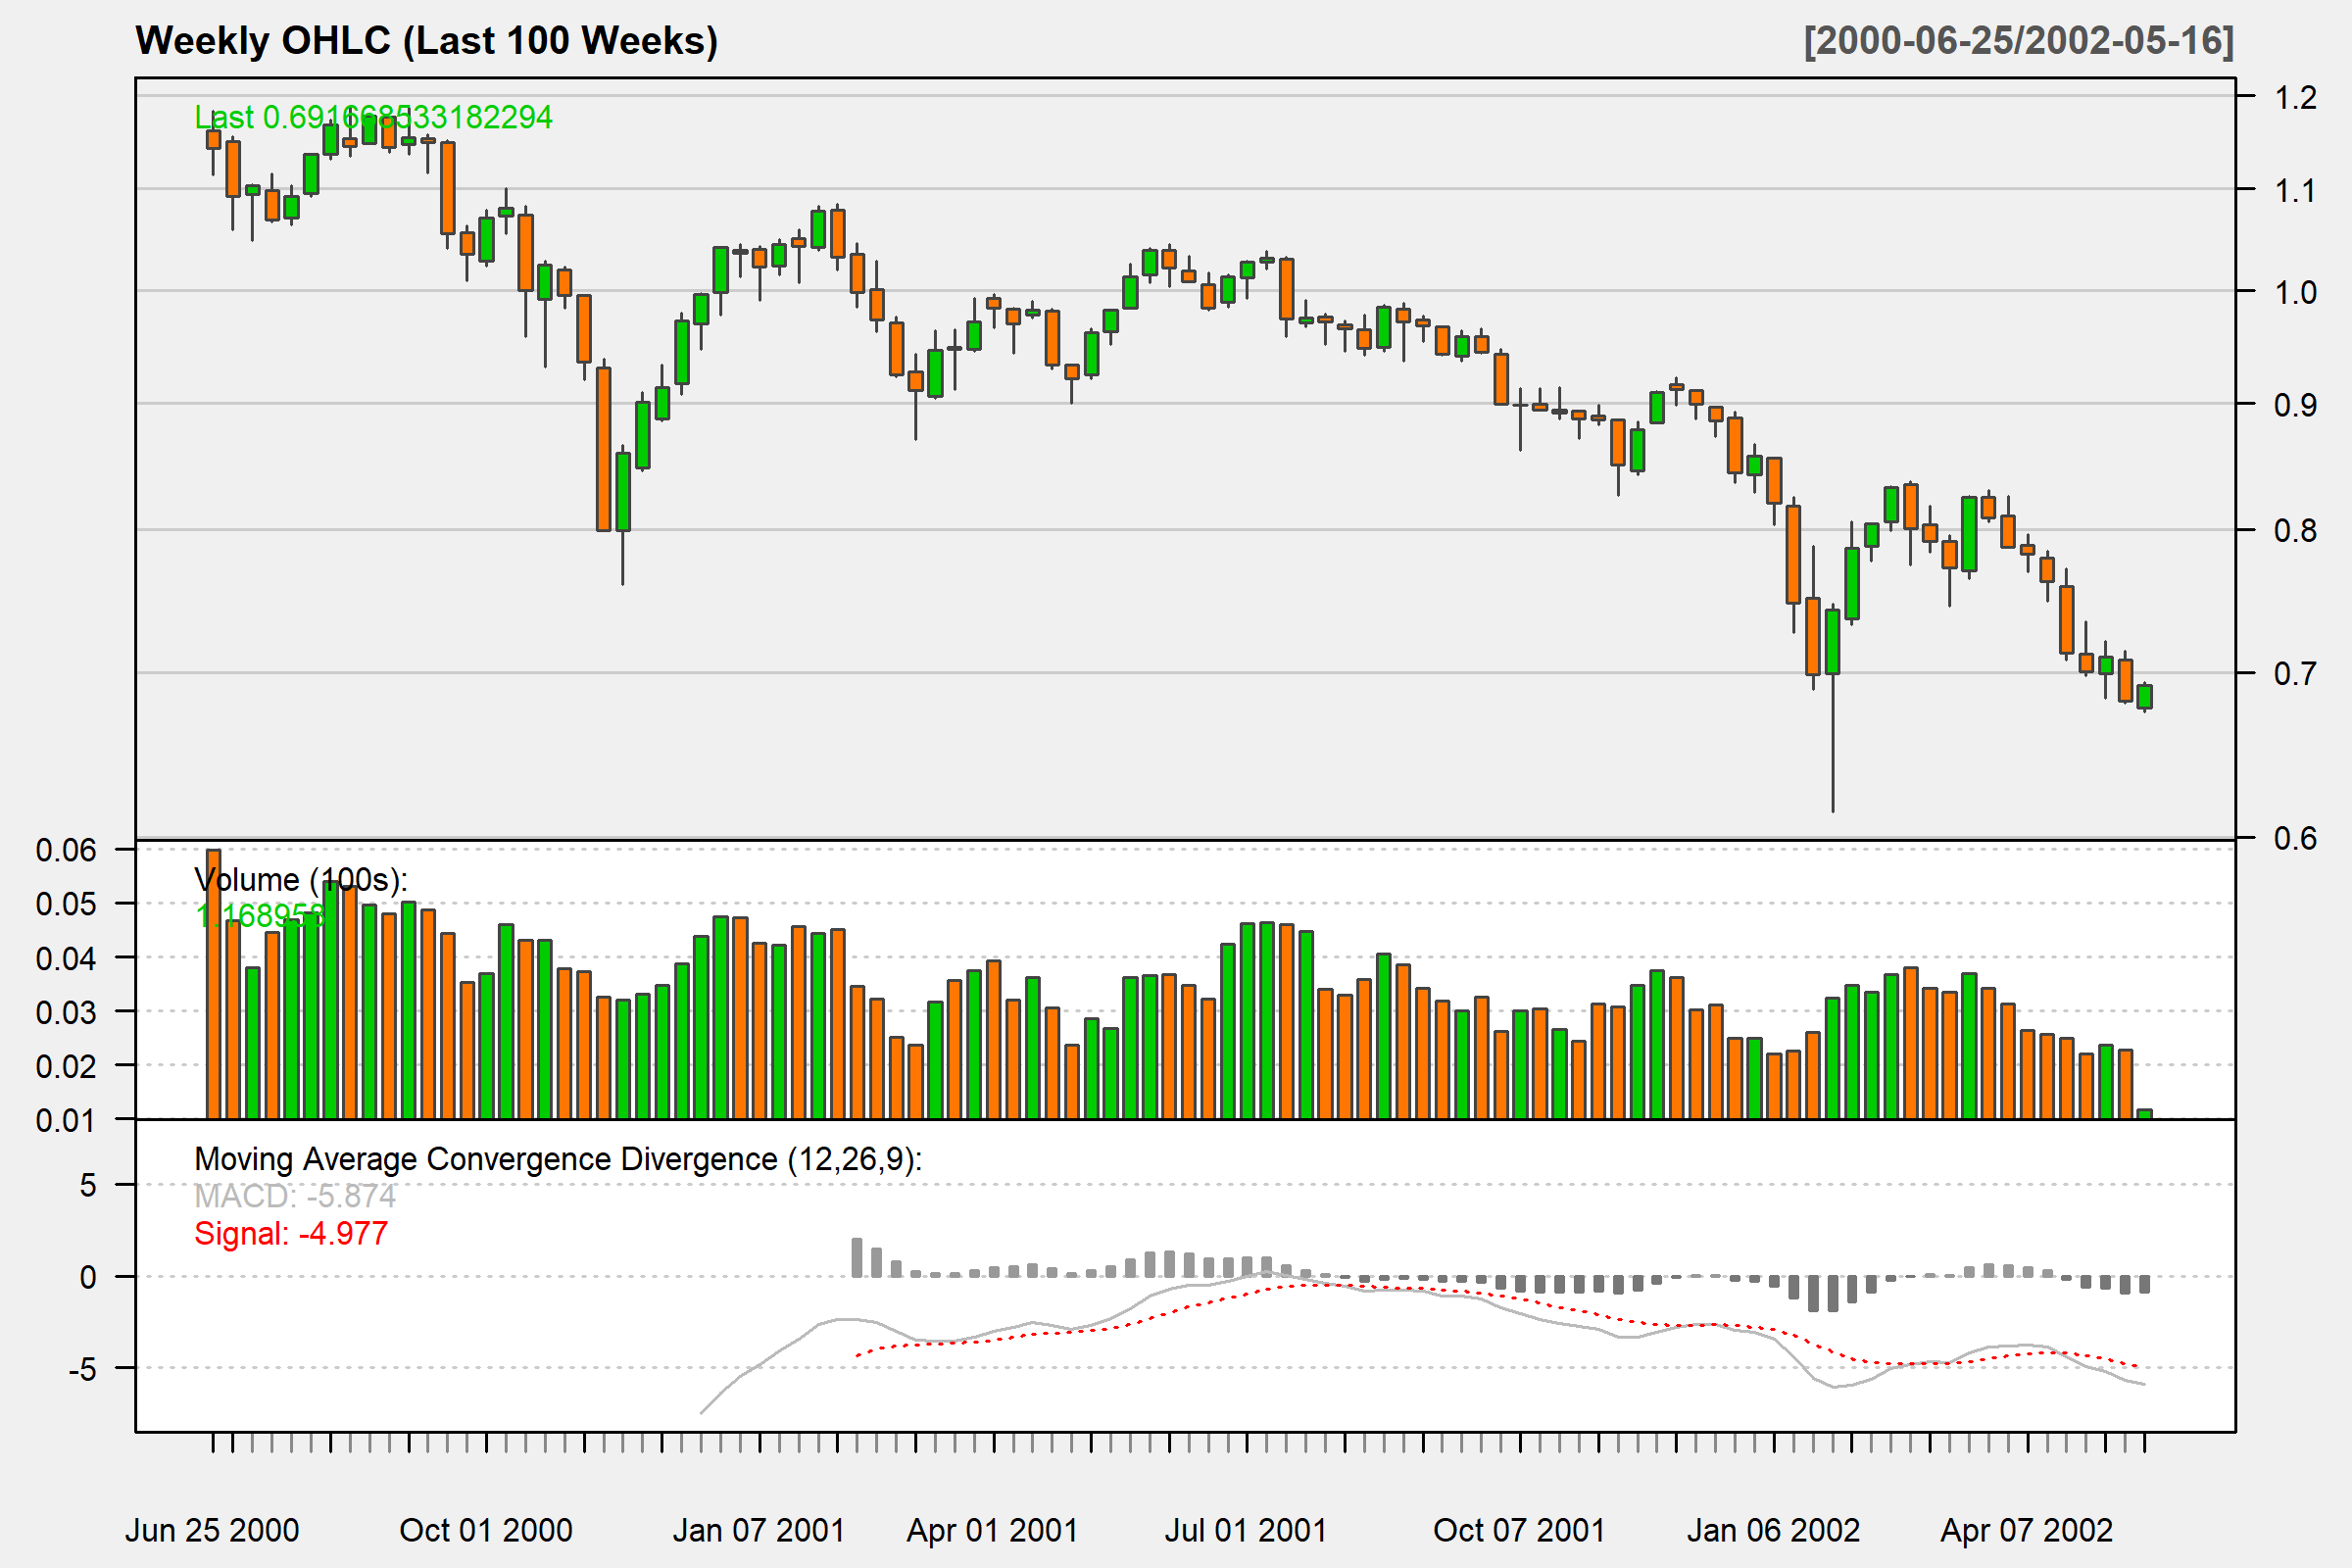 Weekly OHLC (Last 100 Weeks)
[2000-06-25/2002-05-16]
Last 0.691668533182294
1.2
1.1
1.0
0.9
0.8
0.7
0.6
Volume (100s):
1.168958
0.06
0.05
0.04
0.03
0.02
0.01
Moving Average Convergence Divergence (12,26,9):
MACD: -5.874
Signal: -4.977
5
0
-5
Jun 25 2000 Oct 01 2000 Jan 07 2001 Apr 01 2001 Jul 01 2001 Oct 07 2001 Jan 06 2002 Apr 07 2002